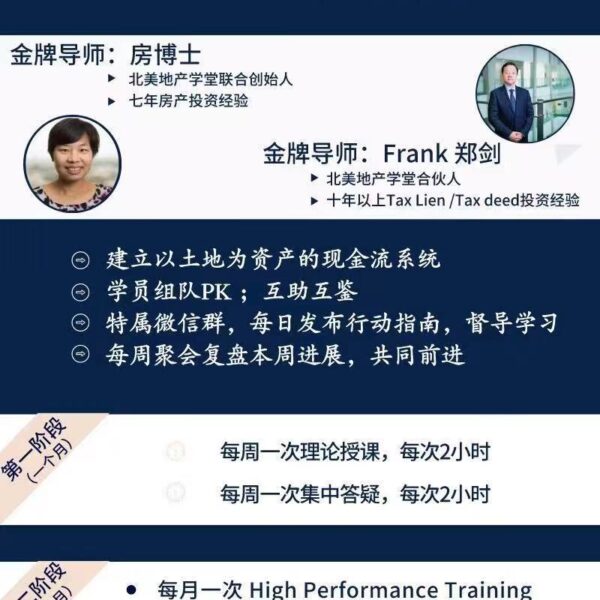 金牌导师：房博士
▶ 北美地产学堂联合创始人
▶ 七年房产投资经验
金牌导师：Frank 郑剑
▶ 北美地产学堂合伙人
▶ 十年以上Tax Lien /Tax deed投资经验
建立以土地为资产的现金流系统
学员组队PK ；互助互鉴
特属微信群，每日发布行动指南，督导学习
每周聚会复盘本周进展，共同前进
第一阶段
(一个月)
每周一次理论授课，每次2小时
每周一次集中答疑，每次2小时
二阶段
月)
• 每月一次 High Performance Training